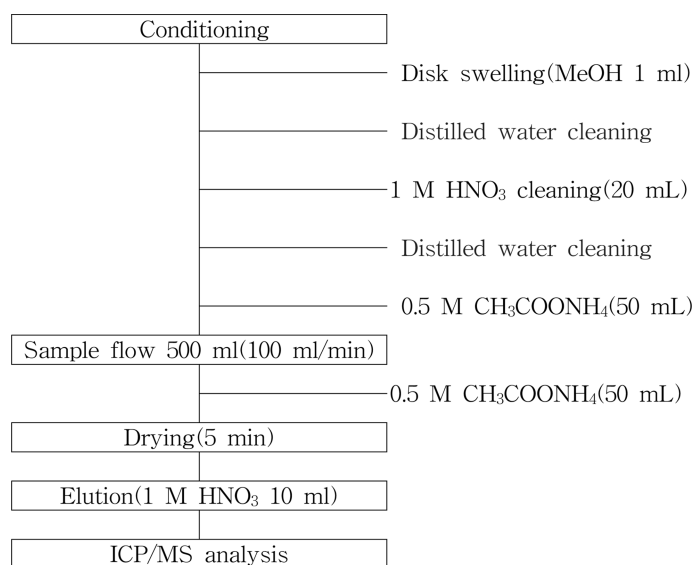 Conditioning
Disk swelling(MeOH 1 ml)
Distilled water cleaning
1 M HNO₃ cleaning(20 mL)
Distilled water cleaning
0.5 M CH₃COONH₄(50 mL)
Sample flow 500 ml(100 ml/min)
0.5 M CH₃COONH₄(50 mL)
Drying(5 min)
Elution(1 M HNO₃ 10 ml)
ICP/MS analysis